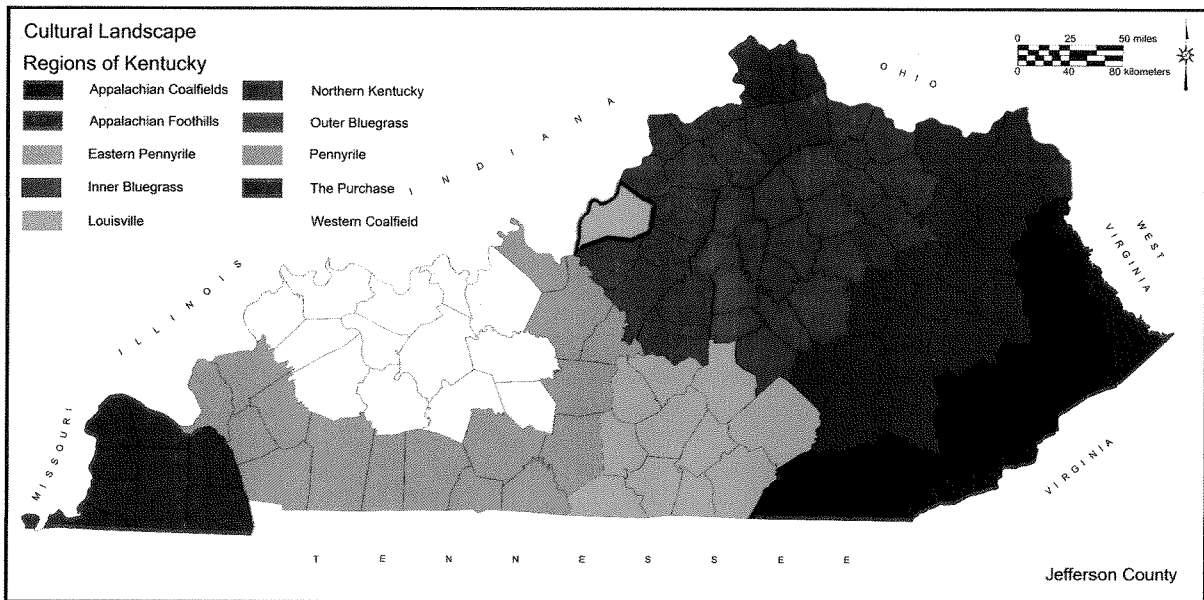 Cultural Landscape
Regions of Kentucky
Appalachian Coalfields
Northern Kentucky
Appalachian Foothills
Outer Bluegrass
Eastern Pennyrile
Pennyrile
Inner Bluegrass
The Purchase
Louisville
Western Coalfield
0 25 50 miles
0 40 80 kilometers
OHIO
INDIANA
ILLINOIS
MISSOURI
WEST
VIRGINIA
VIRGINIA
TENNESSEE
Jefferson County